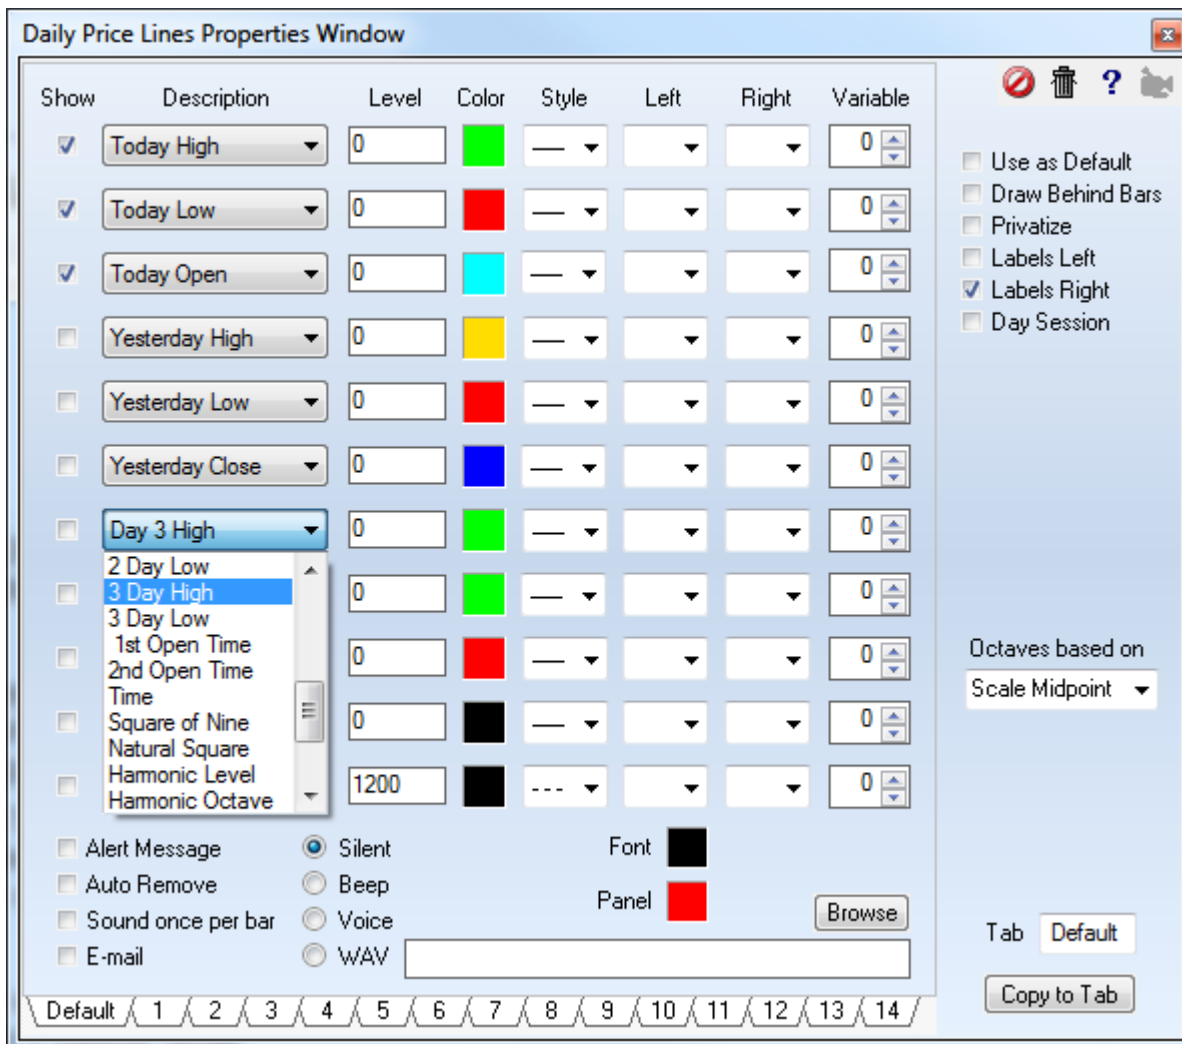 Daily Price Lines Properties Window
Show Description Level Color Style Left Right Variable
Today High 0 0
Today Low 0 0
Today Open 0 0
Yesterday High 0 0
Yesterday Low 0 0
Yesterday Close 0 0
Day 3 High 0 0
2 Day Low
3 Day High 0 0
3 Day Low
1st Open Time
2nd Open Time 0 0
Time
Square of Nine 0 0
Natural Square
Harmonic Level 1200 0
Harmonic Octave
Alert Message Silent Font
Auto Remove Beep Panel
Sound once per bar Voice Browse
E-mail WAV
Default 1 2 3 4 5 6 7 8 9 10 11 12 13 14
?
Use as Default
Draw Behind Bars
Privatize
Labels Left
Labels Right
Day Session
Octaves based on
Scale Midpoint
Tab Default
Copy to Tab